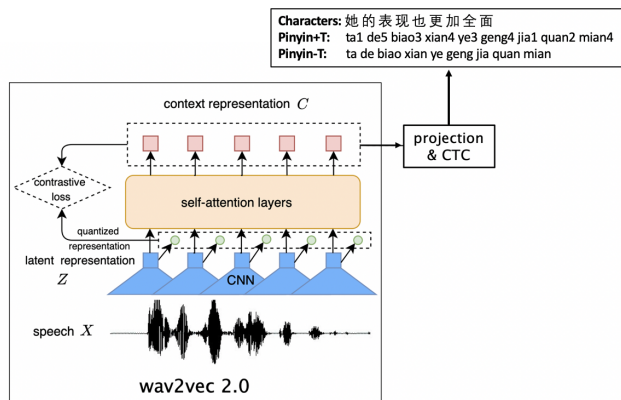 Characters: 她的表现也更加全面
Pinyin+T: ta1 de5 biao3 xian4 ye3 geng4 jia1 quan2 mian4
Pinyin-T: ta de biao xian ye geng jia quan mian
context representation C
projection
& CTC
contrastive
loss
self-attention layers
quantized
representation
latent representation
Z
CNN
speech X
wav2vec 2.0